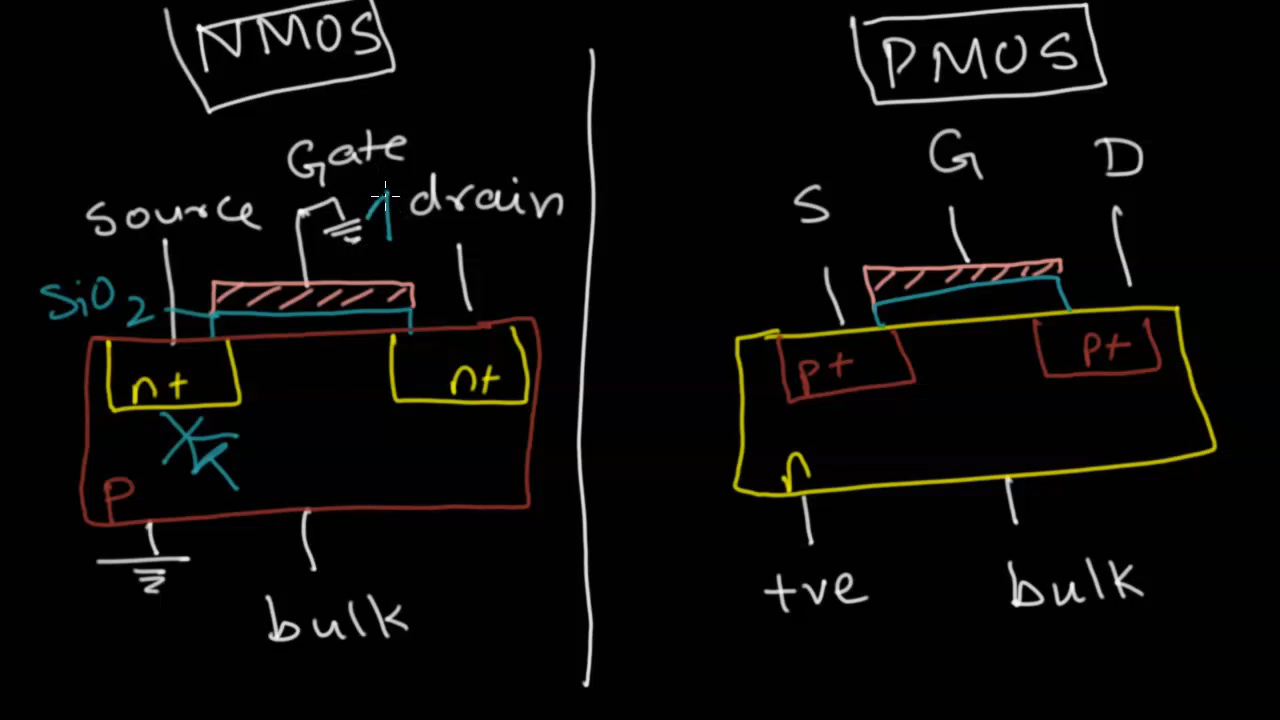 NMOS
Gate
source
drain
SiO2
n+
n+
p
bulk
PMOS
G
D
S
p+
p+
n
+ve
bulk